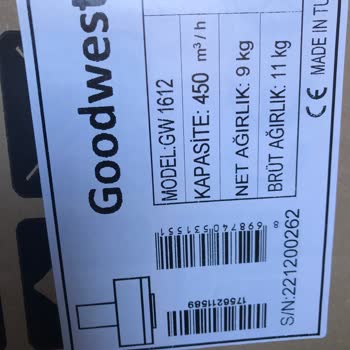 Goodwest
MODEL:GW 1612
KAPASİTE: 450 m³/h
NET AĞIRLIK: 9 kg
BRÜT AĞIRLIK: 11 kg
CE MADE IN TU
8 698740 531551
1756211589
S/N:221200262